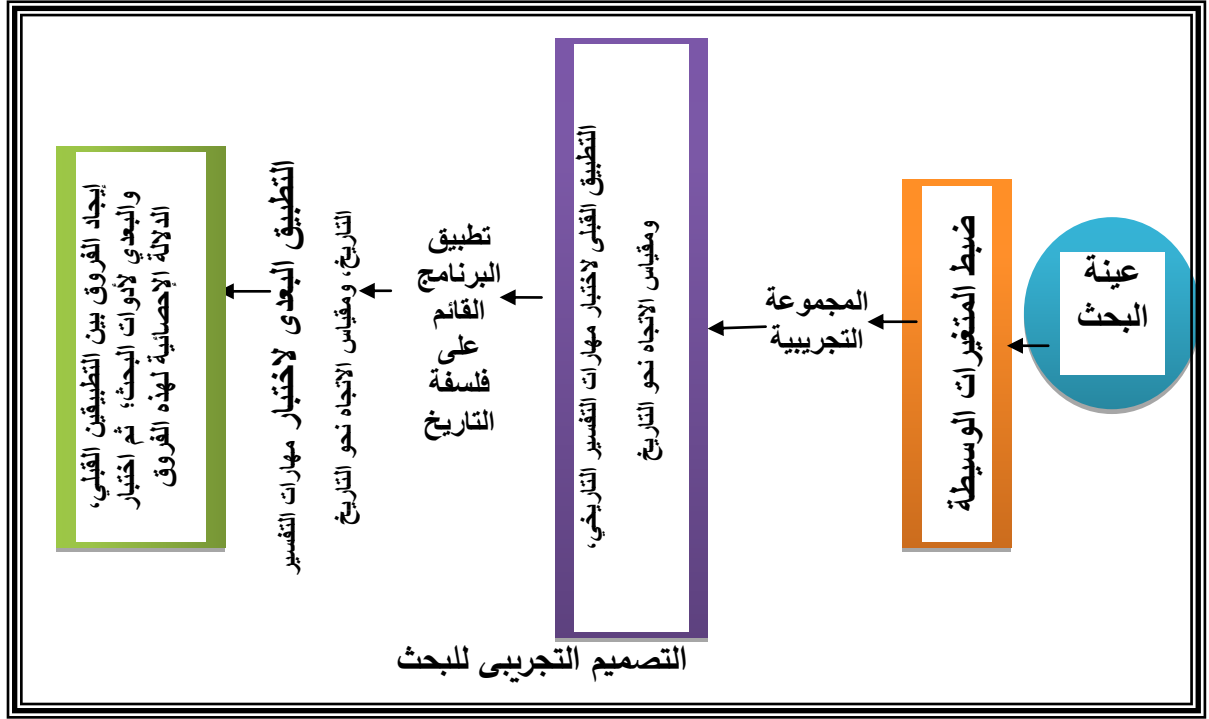 عينة
البحث
ضبط المتغيرات الوسيطة
المجموعة
التجريبية
التطبيق القبلى لاختبار مهارات التفسير التاريخي،
ومقياس الاتجاه نحو التاريخ
تطبيق
البرنامج
القائم
على
فلسفة
التاريخ
التطبيق البعدى لاختبار مهارات التفسير
التاريخ، ومقياس الاتجاه نحو التاريخ
إيجاد الفروق بين التطبيقين القبلي،
والبعدي لأدوات البحث؛ ثم اختبار
الدلالة الإحصائية لهذه الفروق
التصميم التجريبى للبحث